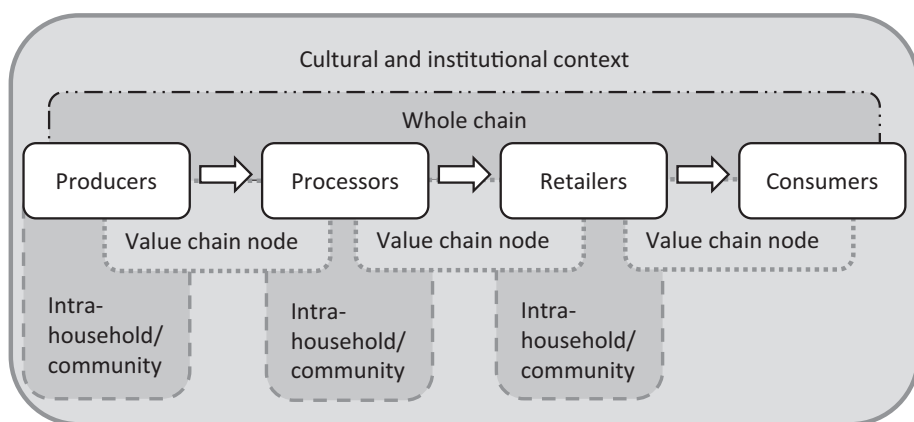 Cultural and institutional context
Whole chain
Producers
Processors
Retailers
Consumers
Value chain node
Value chain node
Value chain node
Intra-
household/
community
Intra-
household/
community
Intra-
household/
community